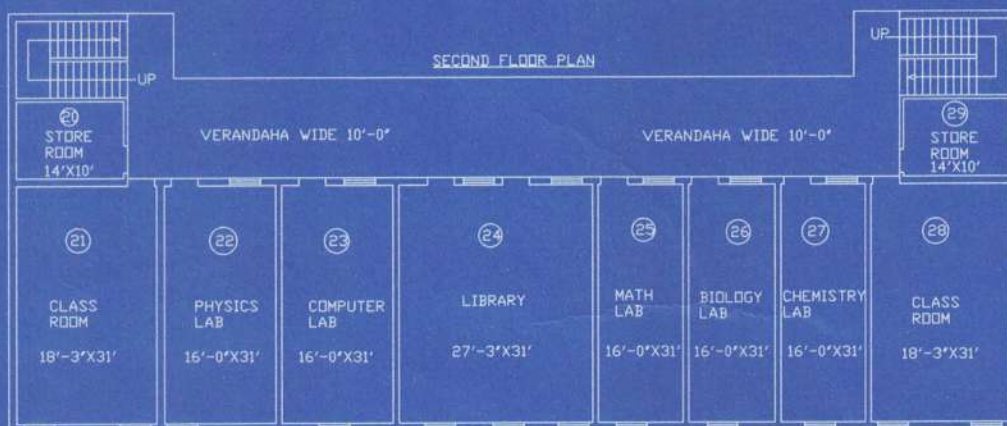 UP
SECOND FLOOR PLAN
UP
20
STORE
ROOM
14'X10'
VERANDAHA WIDE 10'-0"
VERANDAHA WIDE 10'-0"
29
STORE
ROOM
14'X10'
21
CLASS
ROOM
18'-3"X31'
22
PHYSICS
LAB
16'-0"X31'
23
COMPUTER
LAB
16'-0"X31'
24
LIBRARY
27'-3"X31'
25
MATH
LAB
16'-0"X31'
26
BIOLOGY
LAB
16'-0"X31'
27
CHEMISTRY
LAB
16'-0"X31'
28
CLASS
ROOM
18'-3"X31'